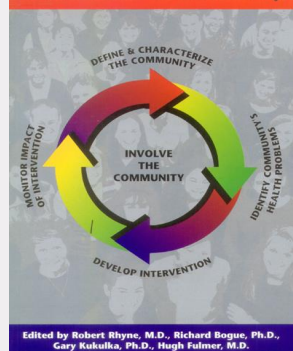 DEFINE & CHARACTERIZE
THE COMMUNITY
MONITOR IMPACT
OF INTERVENTION
INVOLVE
THE
COMMUNITY
IDENTIFY COMMUNITY'S
HEALTH PROBLEMS
DEVELOP INTERVENTION
Edited by Robert Rhyne, M.D., Richard Bogue, Ph.D.,
Gary Kukulka, Ph.D., Hugh Fulmer, M.D.